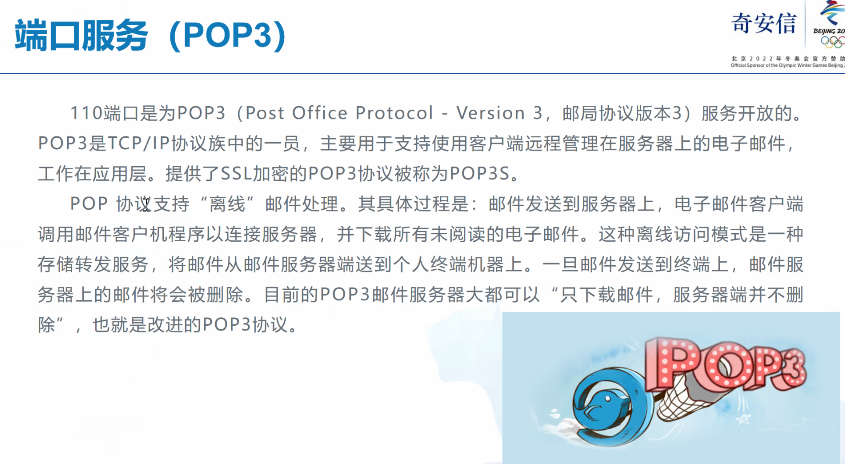 端口服务（POP3）
奇安信
BEIJING 20
北京2022年冬奥会官方赞助
Official Sponsor of the Olympic Winter Games Beijing 2
110端口是为POP3（Post Office Protocol - Version 3，邮局协议版本3）服务开放的。
POP3是TCP/IP协议族中的一员，主要用于支持使用客户端远程管理在服务器上的电子邮件，
工作在应用层。提供了SSL加密的POP3协议被称为POP3S。
POP 协议支持“离线”邮件处理。其具体过程是：邮件发送到服务器上，电子邮件客户端
调用邮件客户机程序以连接服务器，并下载所有未阅读的电子邮件。这种离线访问模式是一种
存储转发服务，将邮件从邮件服务器端送到个人终端机器上。一旦邮件发送到终端上，邮件服
务器上的邮件将会被删除。目前的POP3邮件服务器大都可以“只下载邮件，服务器端并不删
除”，也就是改进的POP3协议。
POP3